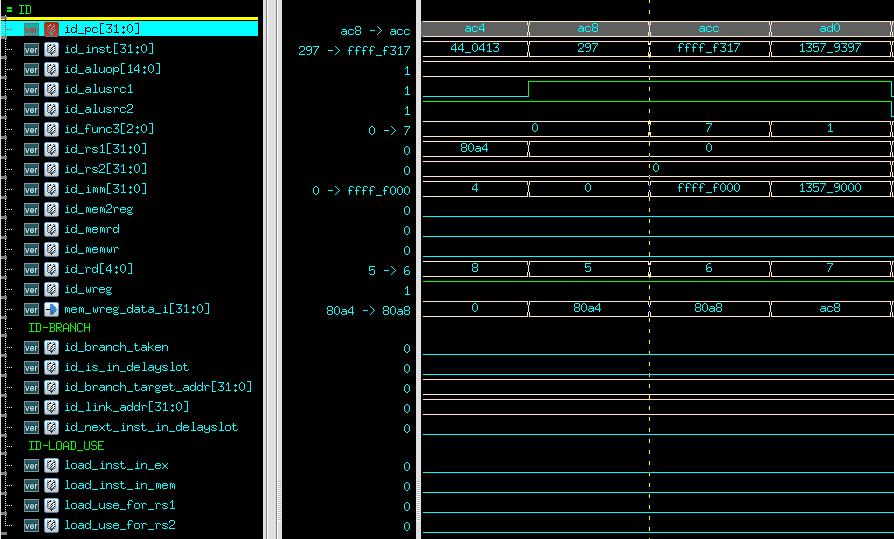 = ID
ver id_pc[31:0] ac8 -> acc ac4 ac8 acc ad0
ver id_inst[31:0] 297 -> ffff_f317 44_0413 297 ffff_f317 1357_9397
ver id_aluop[14:0] 1
ver id_alusrc1 1
ver id_alusrc2 1
ver id_func3[2:0] 0 -> 7 0 7 1
ver id_rs1[31:0] 0 80a4 0
ver id_rs2[31:0] 0 0
ver id_imm[31:0] 0 -> ffff_f000 4 0 ffff_f000 1357_9000
ver id_mem2reg 0
ver id_memrd 0
ver id_memwr 0
ver id_rd[4:0] 5 -> 6 8 5 6 7
ver id_wreg 1
ver mem_wreg_data_i[31:0] 80a4 -> 80a8 0 80a4 80a8 ac8
ID-BRANCH
ver id_branch_taken 0
ver id_is_in_delayslot 0
ver id_branch_target_addr[31:0] 0
ver id_link_addr[31:0] 0
ver id_next_inst_in_delayslot 0
ID-LOAD_USE
ver load_inst_in_ex 0
ver load_inst_in_mem 0
ver load_use_for_rs1 0
ver load_use_for_rs2 0